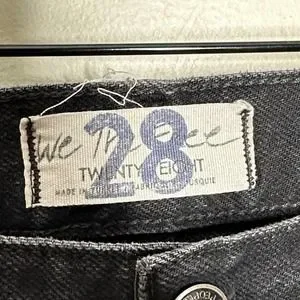 We The Free
28
TWENTY EIGHT
MADE IN TURKEY FABRIQUÉ EN TURQUIE